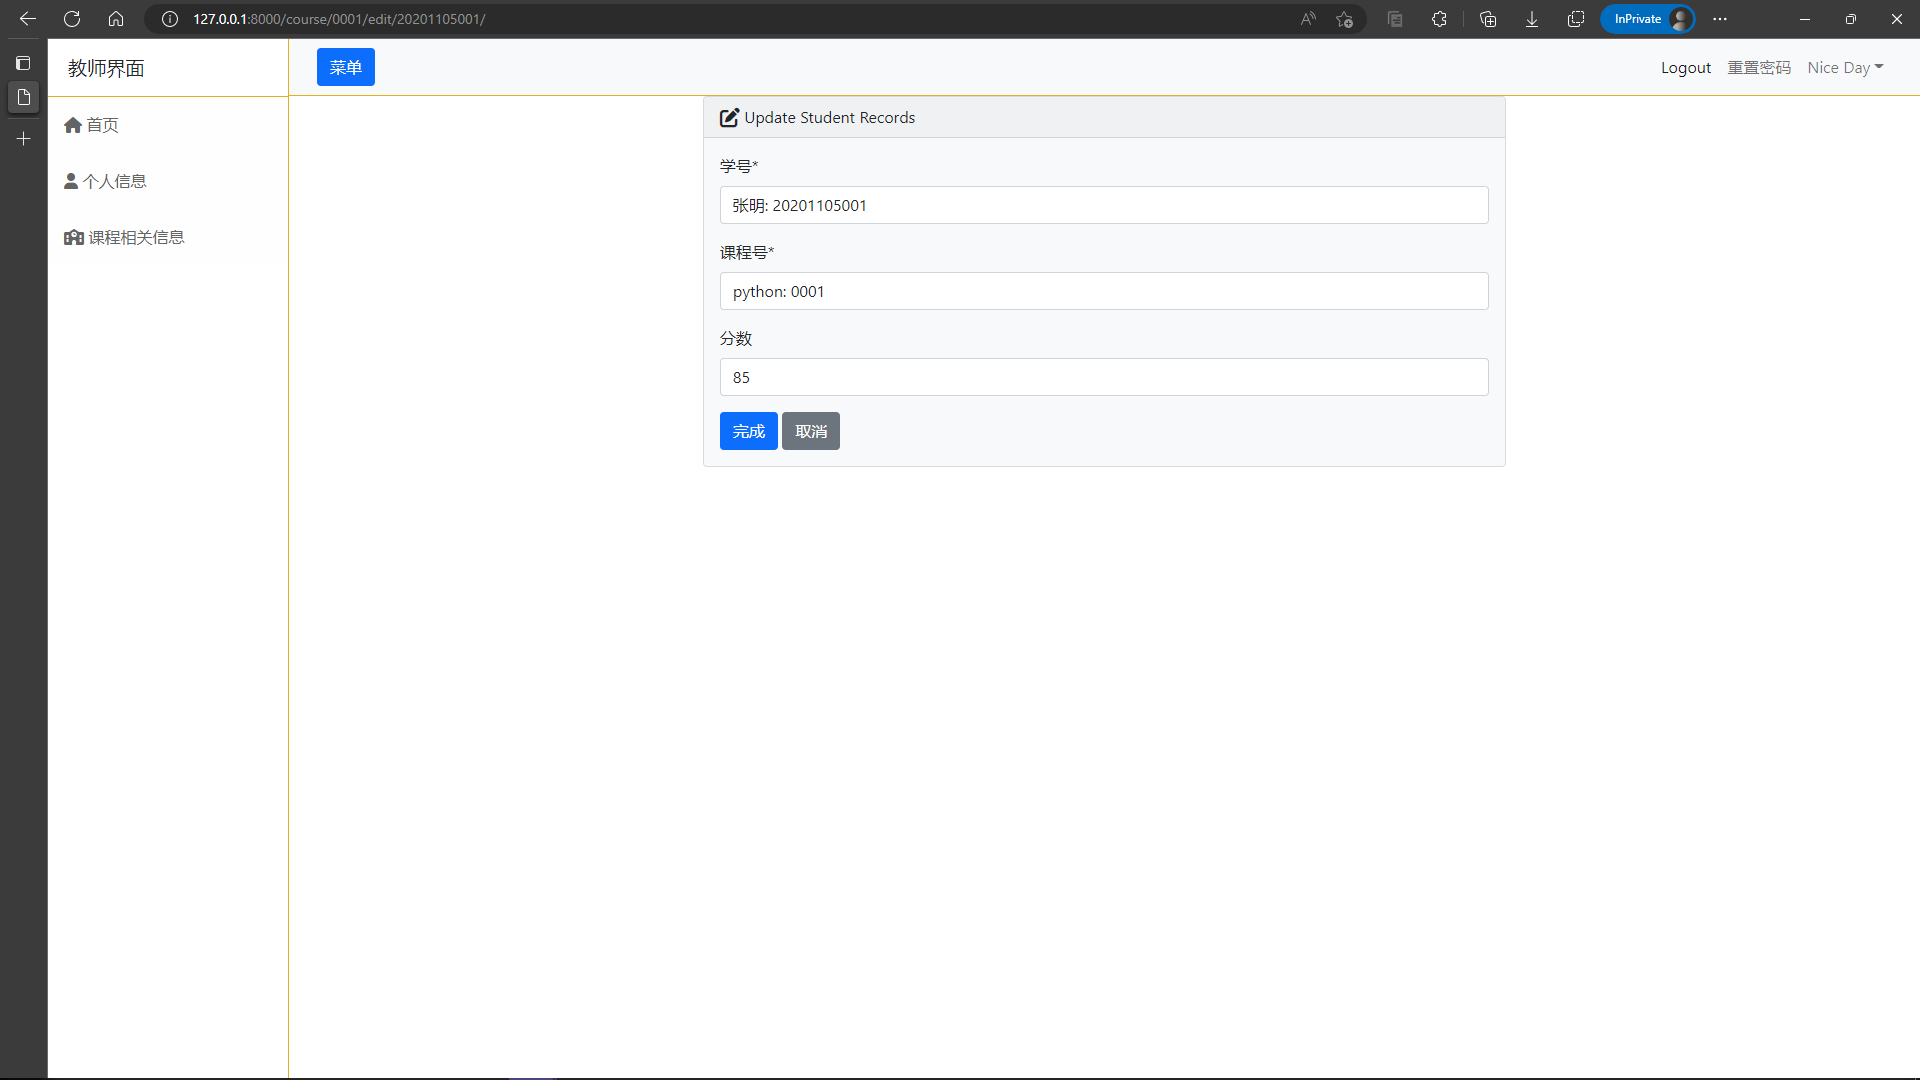 127.0.0.1:8000/course/0001/edit/20201105001/
InPrivate
教师界面
菜单
Logout 重置密码 Nice Day
首页
个人信息
课程相关信息
Update Student Records
学号*
张明: 20201105001
课程号*
python: 0001
分数
85
完成 取消